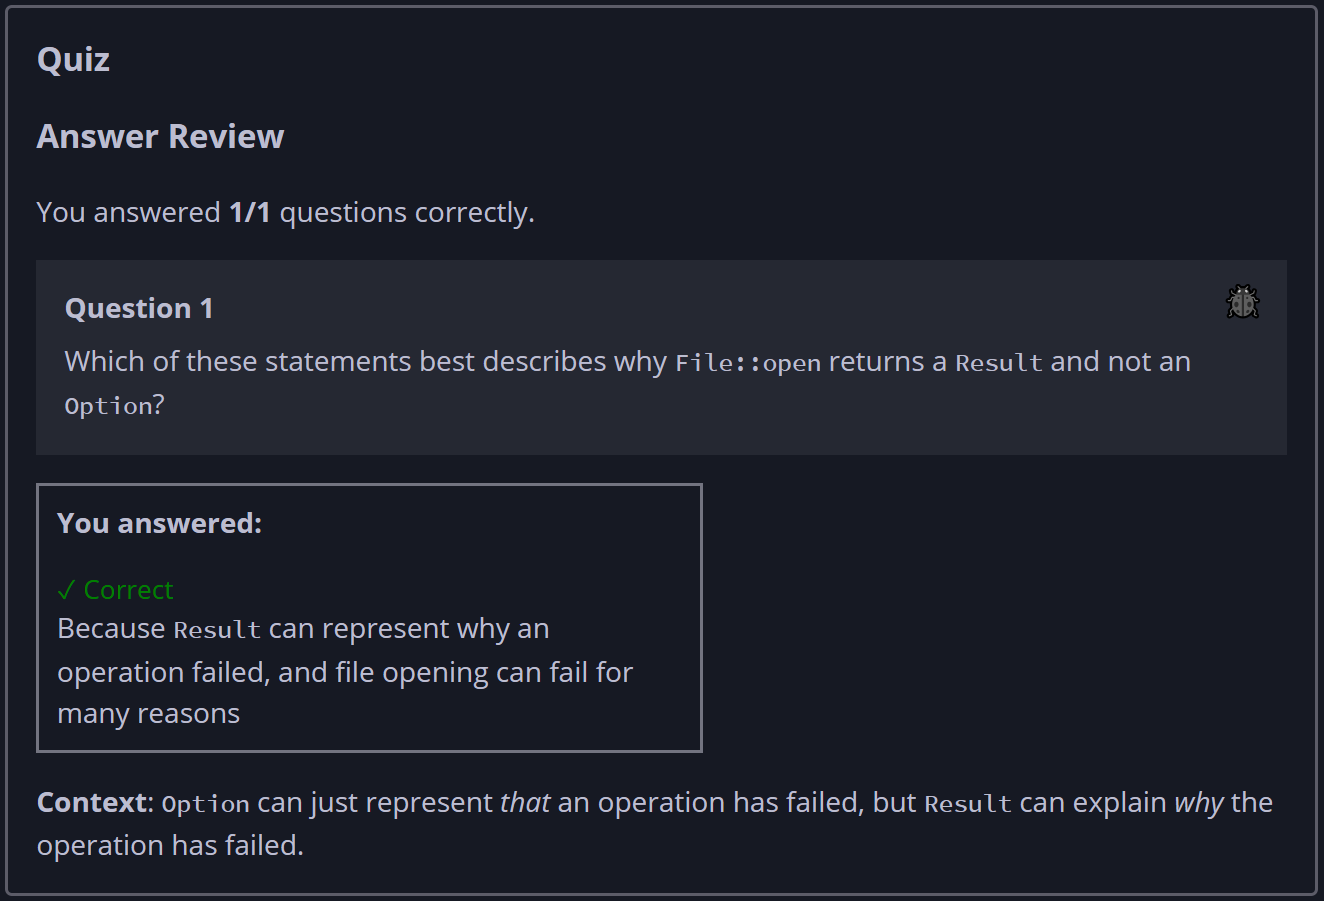 Quiz
Answer Review
You answered 1/1 questions correctly.
Question 1
Which of these statements best describes why File::open returns a Result and not an
Option?
You answered:
✓ Correct
Because Result can represent why an
operation failed, and file opening can fail for
many reasons
Context: Option can just represent that an operation has failed, but Result can explain why the
operation has failed.